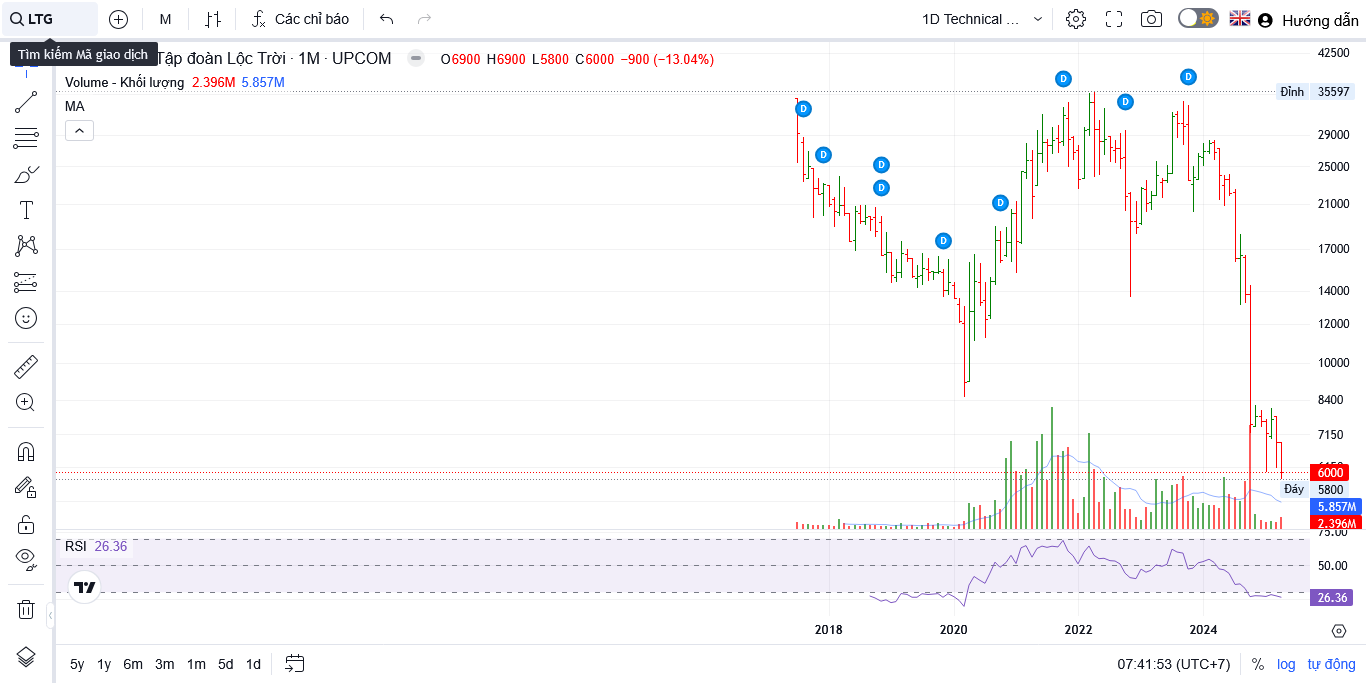 LTG
M
Các chỉ báo
1D Technical ...
Hướng dẫn
Tìm kiếm Mã giao dịch
Tập đoàn Lộc Trời · 1M · UPCOM
O6900 H6900 L5800 C6000 −900 (−13.04%)
Volume - Khối lượng 2.396M 5.857M
MA
D
D
D
D
D
D
D
D
D
42500
Đỉnh 35597
29000
25000
21000
17000
14000
12000
10000
8400
7150
6000
Đáy 5800
5.857M
2.396M
75.00
RSI 26.36
50.00
26.36
2018 2020 2022 2024
5y 1y 6m 3m 1m 5d 1d
07:41:53 (UTC+7) % log tự động